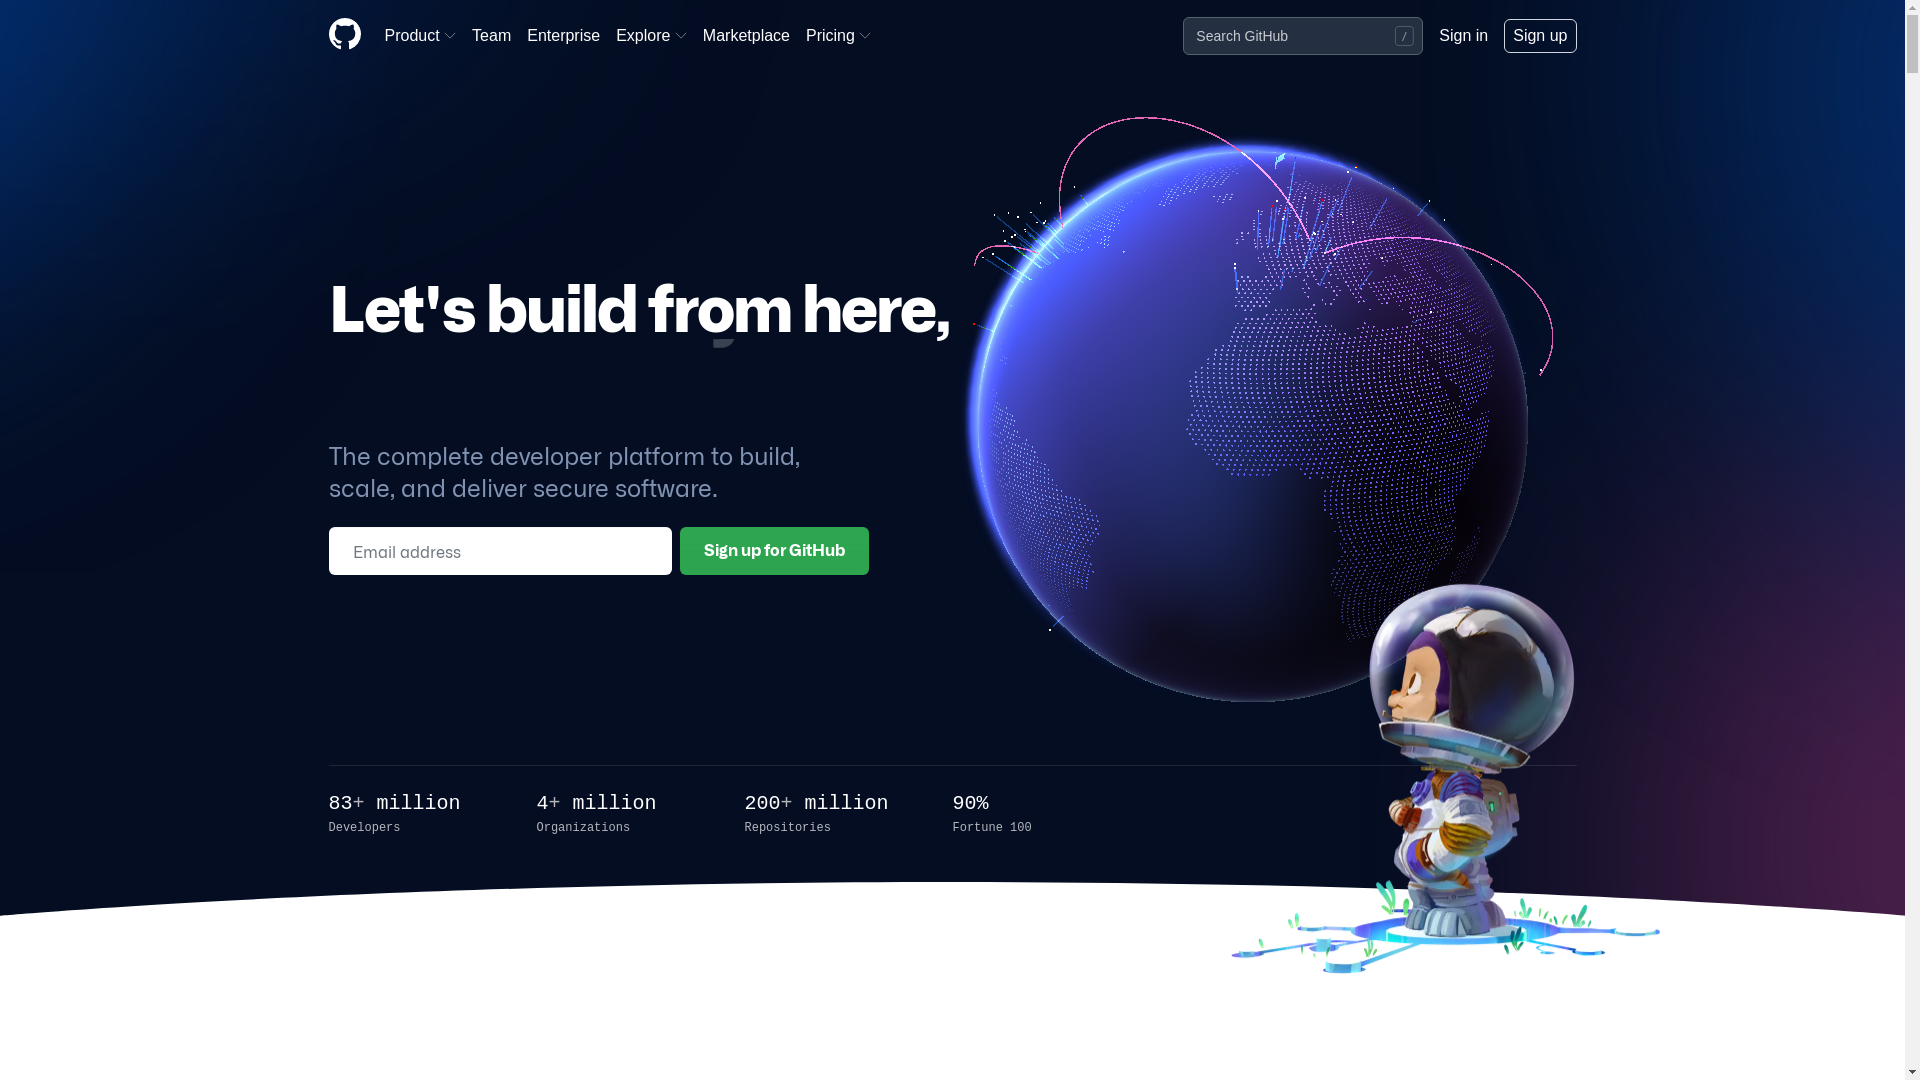 Product
Team
Enterprise
Explore
Marketplace
Pricing
Search GitHub
/
Sign in
Sign up
Let's build from here,
The complete developer platform to build,
scale, and deliver secure software.
Email address
Sign up for GitHub
83+ million
Developers
4+ million
Organizations
200+ million
Repositories
90%
Fortune 100